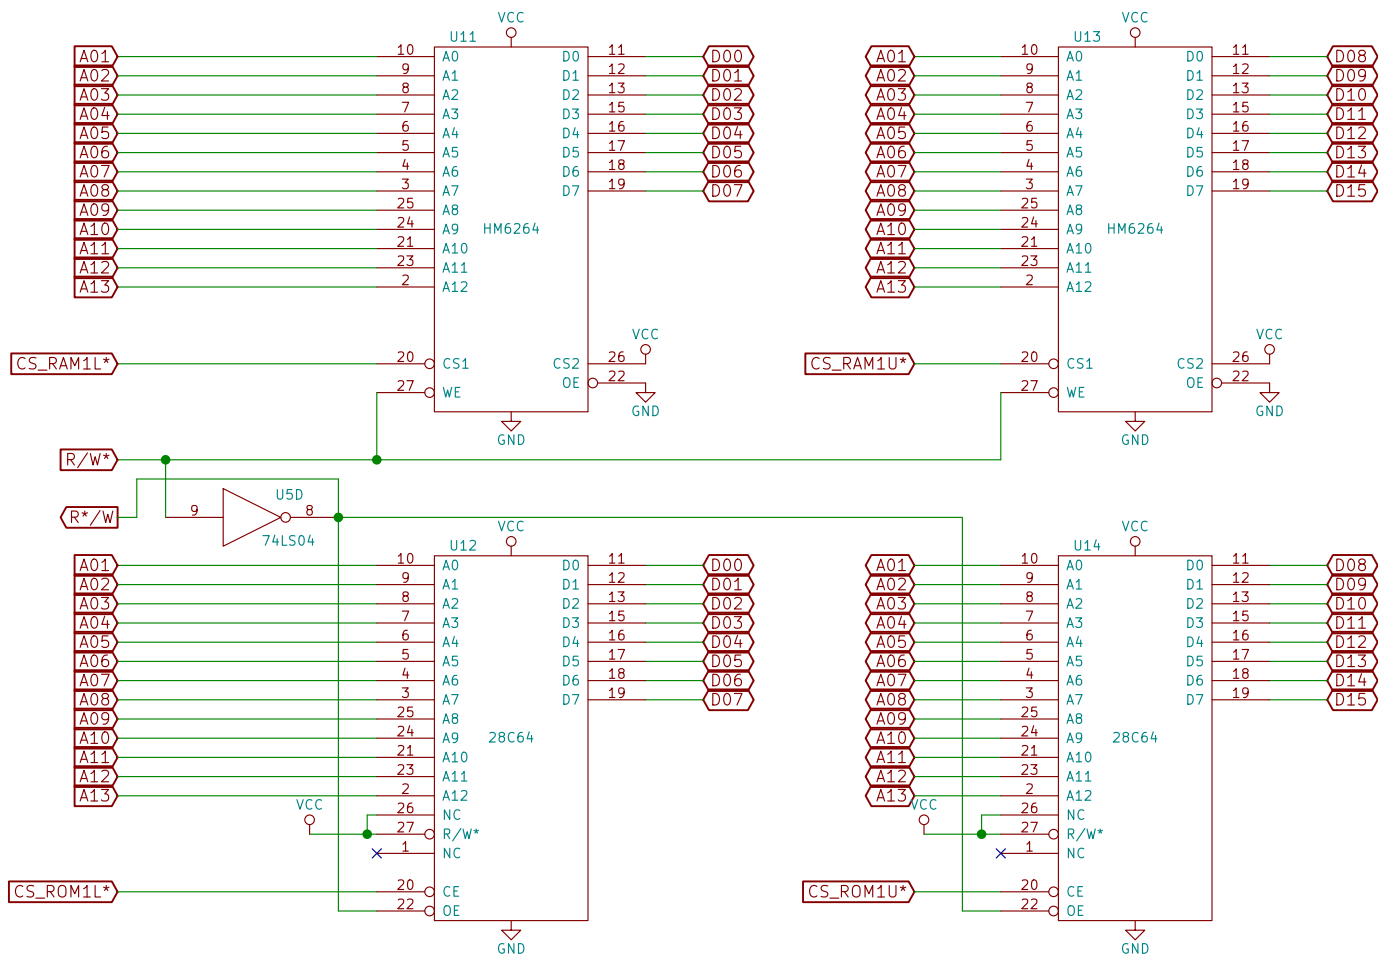 VCC VCC
U11 U13
A01 10 A0 D0 11 D00 A01 10 A0 D0 11 D08
A02 9 A1 D1 12 D01 A02 9 A1 D1 12 D09
A03 8 A2 D2 13 D02 A03 8 A2 D2 13 D10
A04 7 A3 D3 15 D03 A04 7 A3 D3 15 D11
A05 6 A4 D4 16 D04 A05 6 A4 D4 16 D12
A06 5 A5 D5 17 D05 A06 5 A5 D5 17 D13
A07 4 A6 D6 18 D06 A07 4 A6 D6 18 D14
A08 3 A7 D7 19 D07 A08 3 A7 D7 19 D15
A09 25 A8 A09 25 A8
A10 24 A9 HM6264 A10 24 A9 HM6264
A11 21 A10 A11 21 A10
A12 23 A11 A12 23 A11
A13 2 A12 A13 2 A12
VCC VCC
CS_RAM1L* 20 CS1 CS2 26 CS_RAM1U* 20 CS1 CS2 26
OE 22 OE 22
27 WE 27 WE
GND GND
GND GND
R/W*
U5D
R*/W 9 8
VCC VCC
74LS04
U12 U14
A01 10 A0 D0 11 D00 A01 10 A0 D0 11 D08
A02 9 A1 D1 12 D01 A02 9 A1 D1 12 D09
A03 8 A2 D2 13 D02 A03 8 A2 D2 13 D10
A04 7 A3 D3 15 D03 A04 7 A3 D3 15 D11
A05 6 A4 D4 16 D04 A05 6 A4 D4 16 D12
A06 5 A5 D5 17 D05 A06 5 A5 D5 17 D13
A07 4 A6 D6 18 D06 A07 4 A6 D6 18 D14
A08 3 A7 D7 19 D07 A08 3 A7 D7 19 D15
A09 25 A8 A09 25 A8
A10 24 A9 28C64 A10 24 A9 28C64
A11 21 A10 A11 21 A10
A12 23 A11 A12 23 A11
A13 2 A12 A13 2 A12
VCC VCC
26 NC 26 NC
27 R/W* 27 R/W*
1 NC 1 NC
CS_ROM1L* 20 CE CS_ROM1U* 20 CE
22 OE 22 OE
GND GND